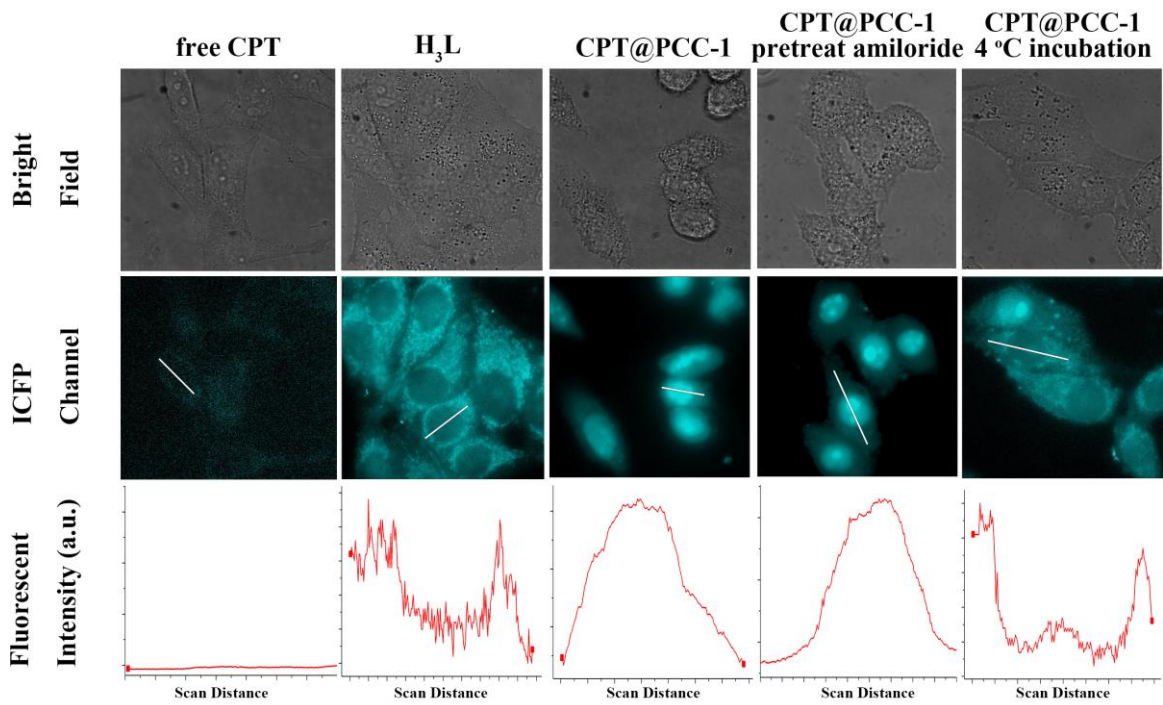 free CPT
H₃L
CPT@PCC-1
CPT@PCC-1
pretreat amiloride
CPT@PCC-1
4 °C incubation
Bright
Field
ICFP
Channel
Fluorescent
Intensity (a.u.)
Scan Distance
Scan Distance
Scan Distance
Scan Distance
Scan Distance